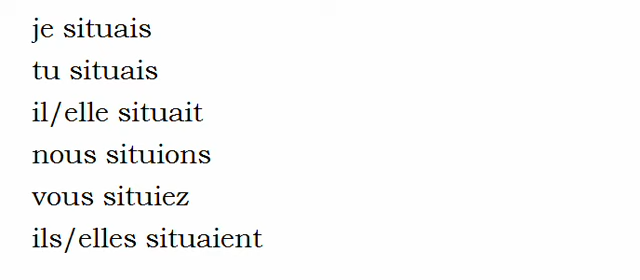 je situais
tu situais
il/elle situait
nous situions
vous situiez
ils/elles situaient